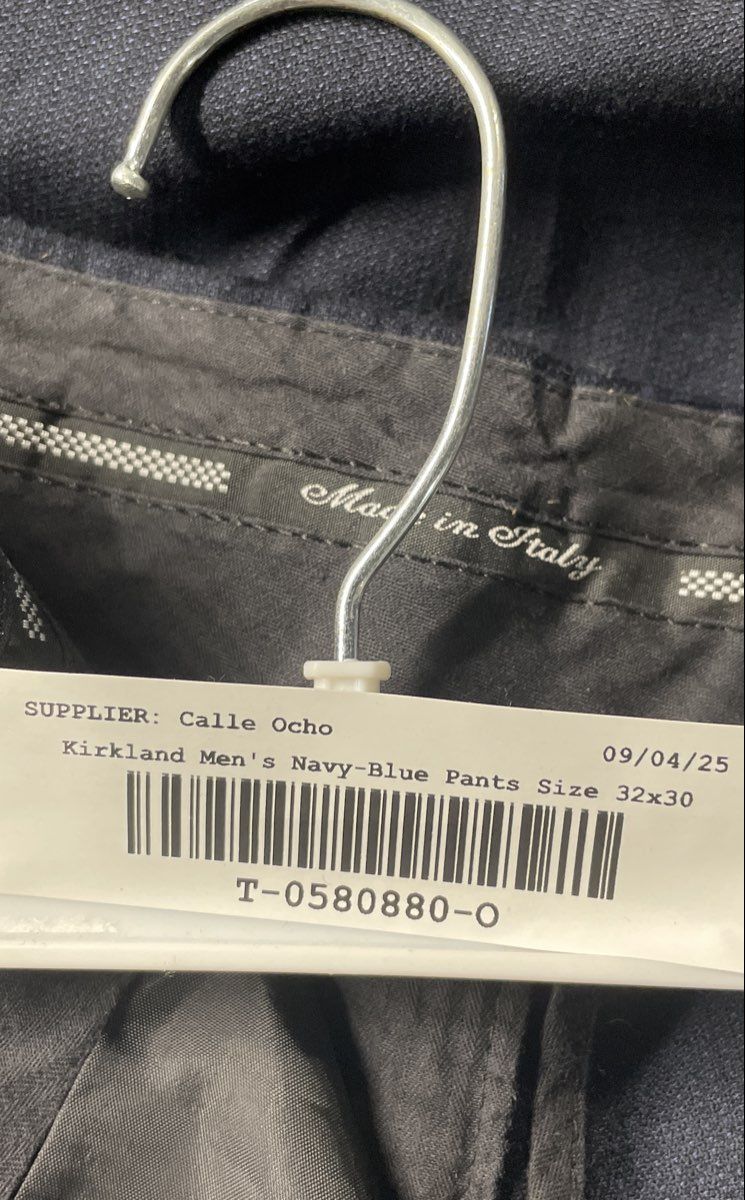 Made in Italy
SUPPLIER: Calle Ocho
09/04/25
Kirkland Men's Navy-Blue Pants Size 32x30
T-0580880-O